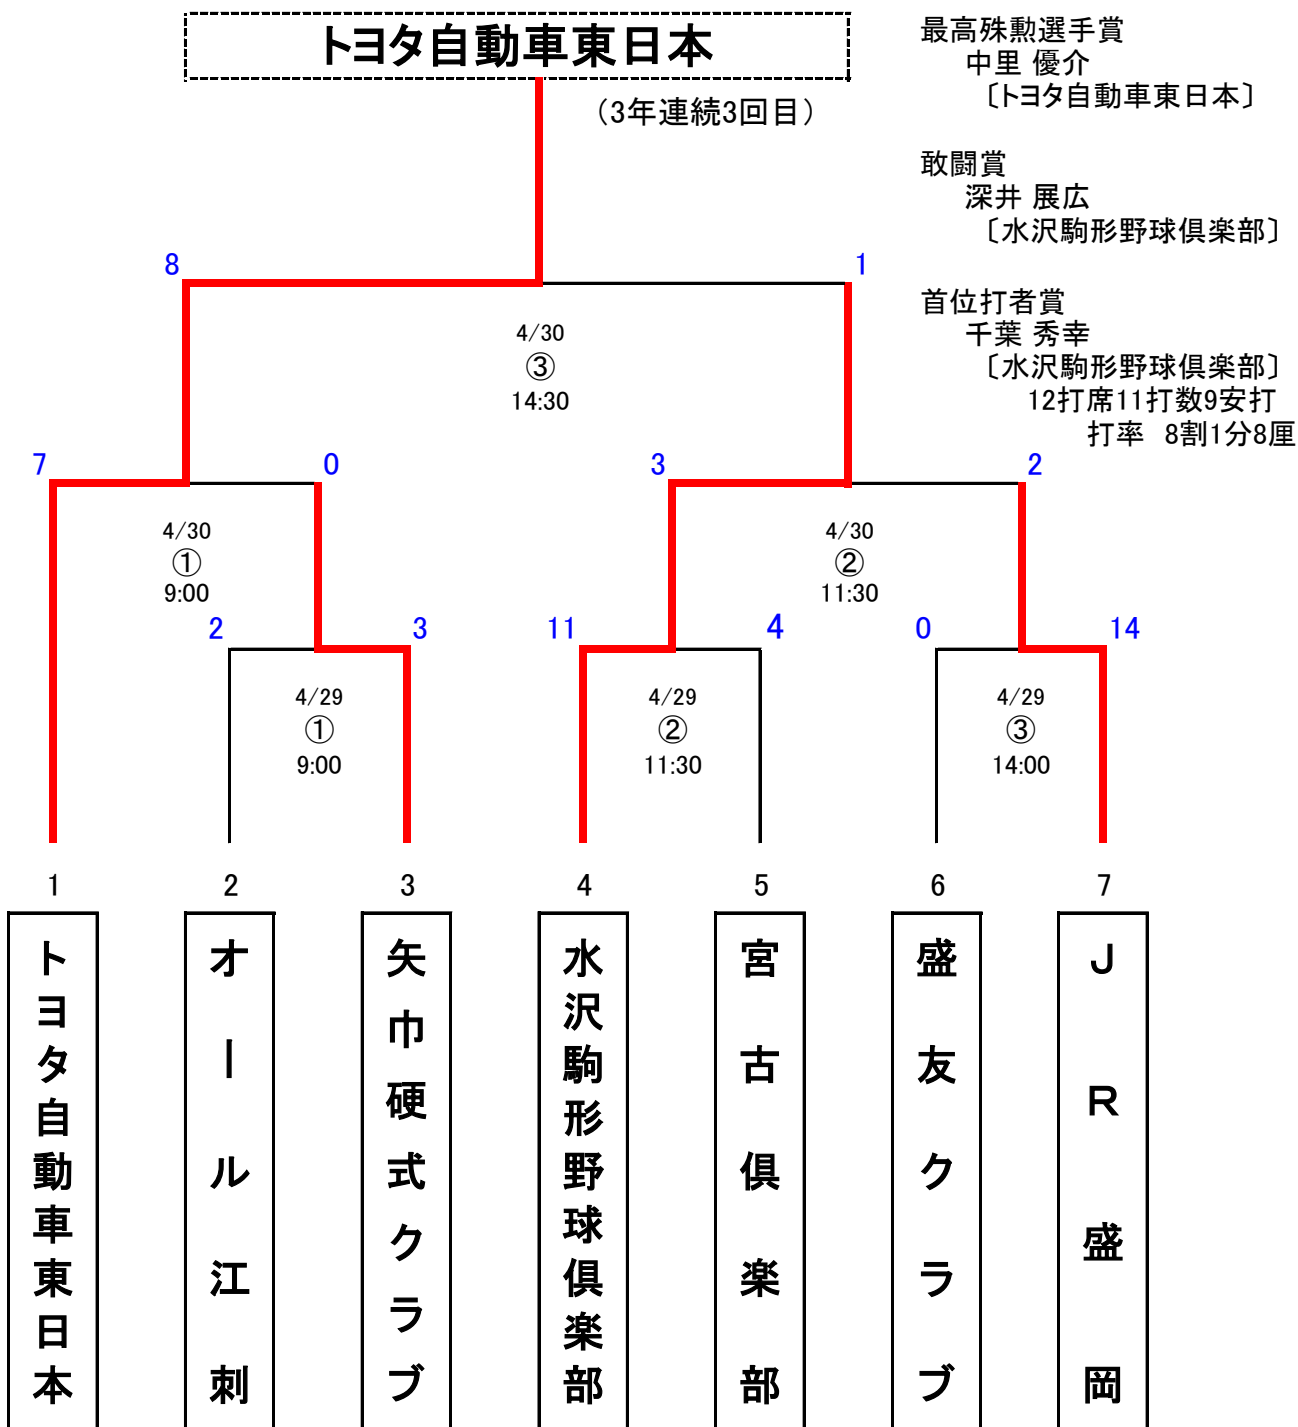 トヨタ自動車東日本
（3年連続3回目）
最高殊勲選手賞
中里 優介
〔トヨタ自動車東日本〕
敢闘賞
深井 展広
〔水沢駒形野球倶楽部〕
首位打者賞
千葉 秀幸
〔水沢駒形野球倶楽部〕
12打席11打数9安打
打率 8割1分8厘
8
1
4/30
③
14:30
7
0
3
2
4/30
①
9:00
4/30
②
11:30
2
3
11
4
0
14
4/29
①
9:00
4/29
②
11:30
4/29
③
14:00
1
2
3
4
5
6
7
トヨタ自動車東日本
オール江刺
矢巾硬式クラブ
水沢駒形野球倶楽部
宮古倶楽部
盛友クラブ
ＪＲ盛岡